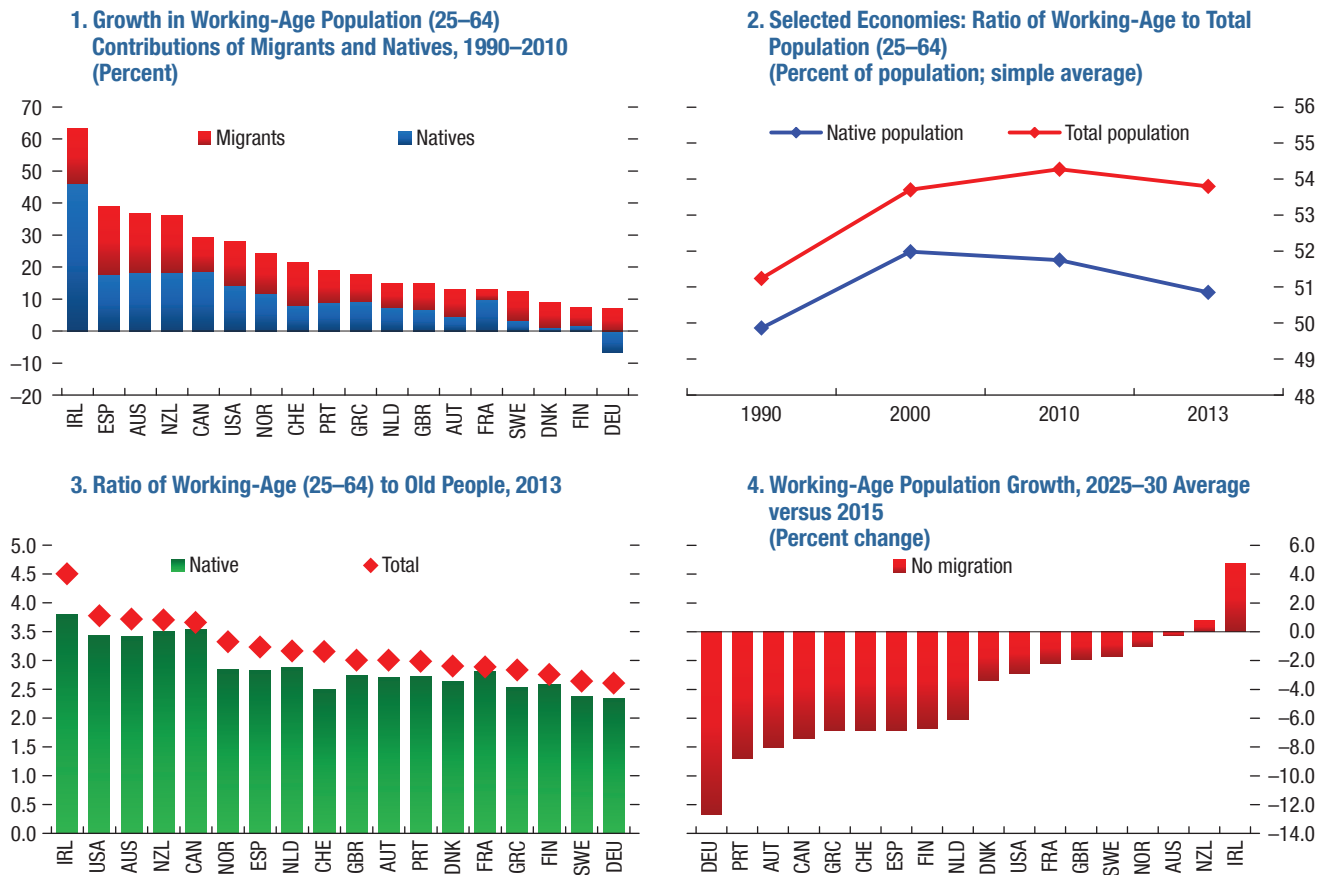 1. Growth in Working-Age Population (25–64)
Contributions of Migrants and Natives, 1990–2010
(Percent)
70
60
50
40
30
20
10
0
–10
–20
Migrants
Natives
IRL
ESP
AUS
NZL
CAN
USA
NOR
CHE
PRT
GRC
NLD
GBR
AUT
FRA
SWE
DNK
FIN
DEU
2. Selected Economies: Ratio of Working-Age to Total
Population (25–64)
(Percent of population; simple average)
Native population
Total population
56
55
54
53
52
51
50
49
48
1990
2000
2010
2013
3. Ratio of Working-Age (25–64) to Old People, 2013
5.0
4.5
4.0
3.5
3.0
2.5
2.0
1.5
1.0
0.5
0.0
Native
Total
IRL
USA
AUS
NZL
CAN
NOR
ESP
NLD
CHE
GBR
AUT
PRT
DNK
FRA
GRC
FIN
SWE
DEU
4. Working-Age Population Growth, 2025–30 Average
versus 2015
(Percent change)
No migration
6.0
4.0
2.0
0.0
–2.0
–4.0
–6.0
–8.0
–10.0
–12.0
–14.0
DEU
PRT
AUT
CAN
GRC
CHE
ESP
FIN
NLD
DNK
USA
FRA
GBR
SWE
NOR
AUS
NZL
IRL